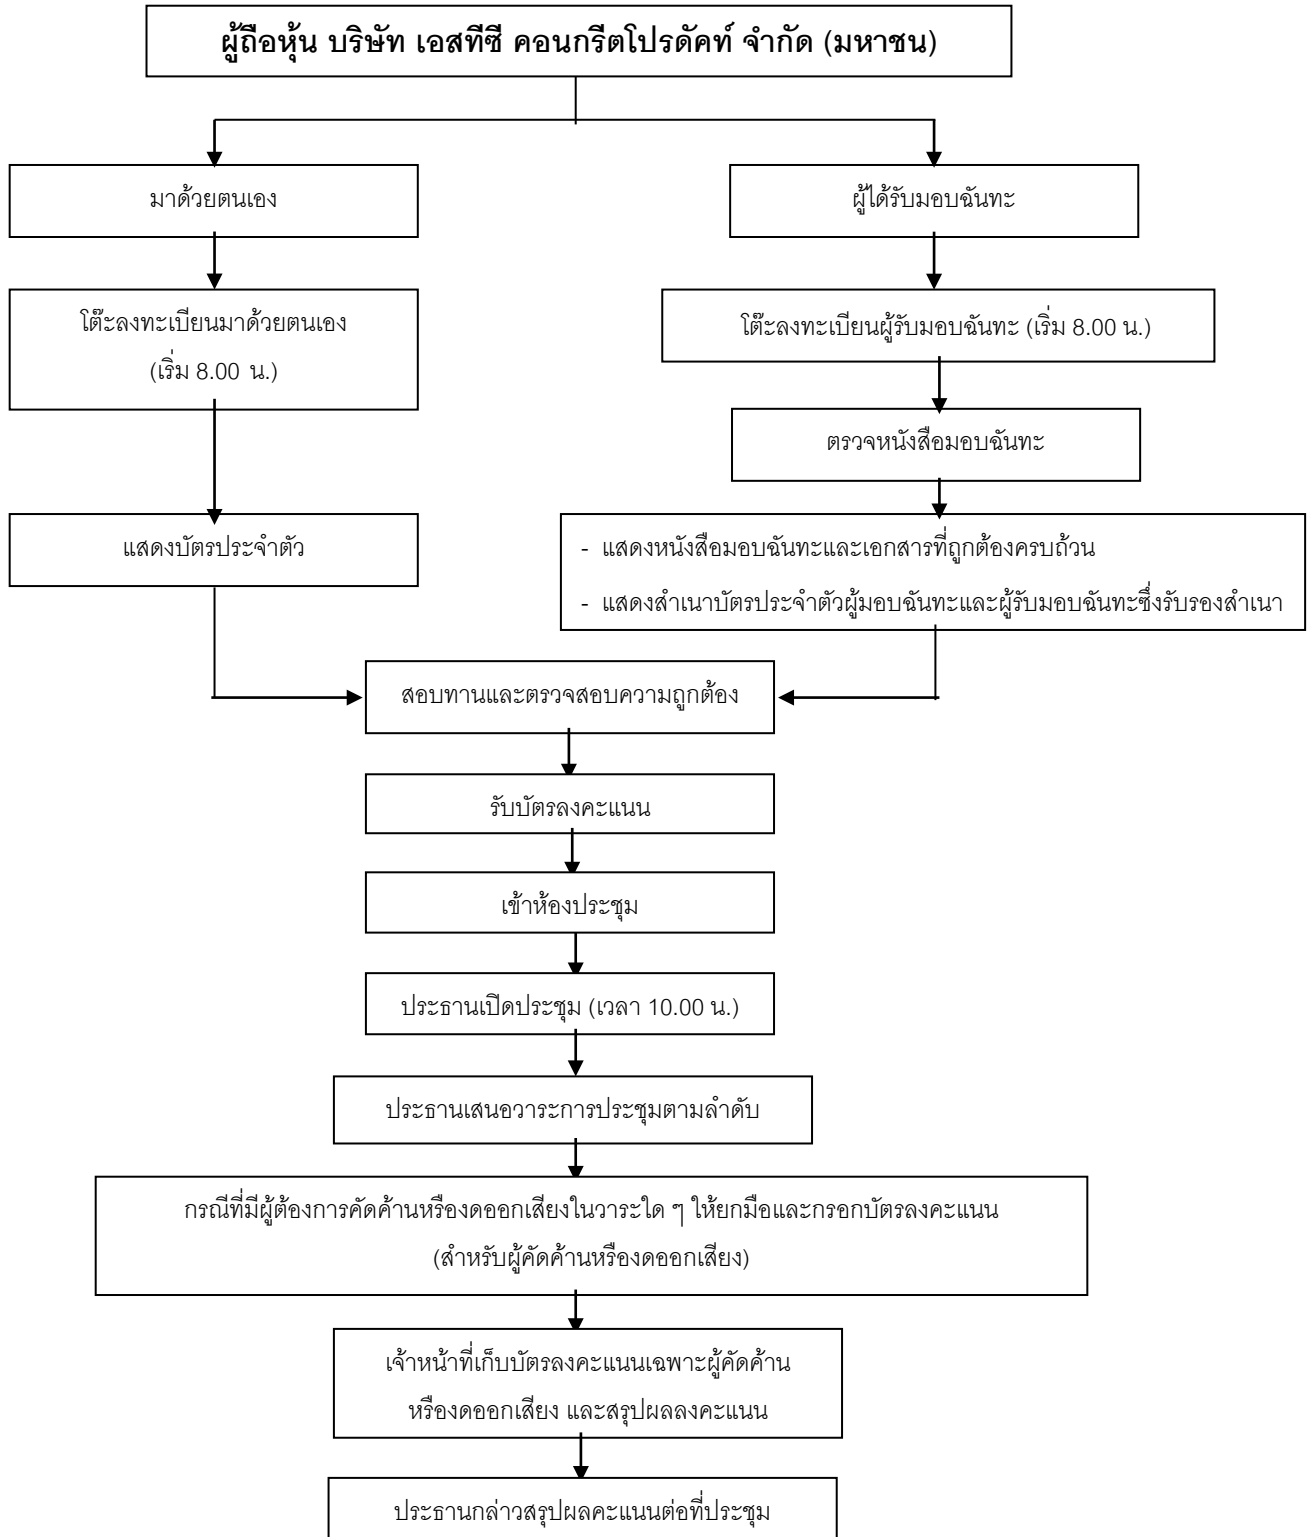 ผู้ถือหุ้น บริษัท เอสทีซี คอนกรีตโปรดัคท์ จำกัด (มหาชน)
มาด้วยตนเอง
ผู้ได้รับมอบฉันทะ
โต๊ะลงทะเบียนมาด้วยตนเอง
(เริ่ม 8.00 น.)
โต๊ะลงทะเบียนผู้รับมอบฉันทะ (เริ่ม 8.00 น.)
ตรวจหนังสือมอบฉันทะ
แสดงบัตรประจำตัว
- แสดงหนังสือมอบฉันทะและเอกสารที่ถูกต้องครบถ้วน
- แสดงสำเนาบัตรประจำตัวผู้มอบฉันทะและผู้รับมอบฉันทะซึ่งรับรองสำเนา
สอบทานและตรวจสอบความถูกต้อง
รับบัตรลงคะแนน
เข้าห้องประชุม
ประธานเปิดประชุม (เวลา 10.00 น.)
ประธานเสนอวาระการประชุมตามลำดับ
กรณีที่มีผู้ต้องการคัดค้านหรืองดออกเสียงในวาระใด ๆ ให้ยกมือและกรอกบัตรลงคะแนน
(สำหรับผู้คัดค้านหรืองดออกเสียง)
เจ้าหน้าที่เก็บบัตรลงคะแนนเฉพาะผู้คัดค้าน
หรืองดออกเสียง และสรุปผลลงคะแนน
ประธานกล่าวสรุปผลคะแนนต่อที่ประชุม